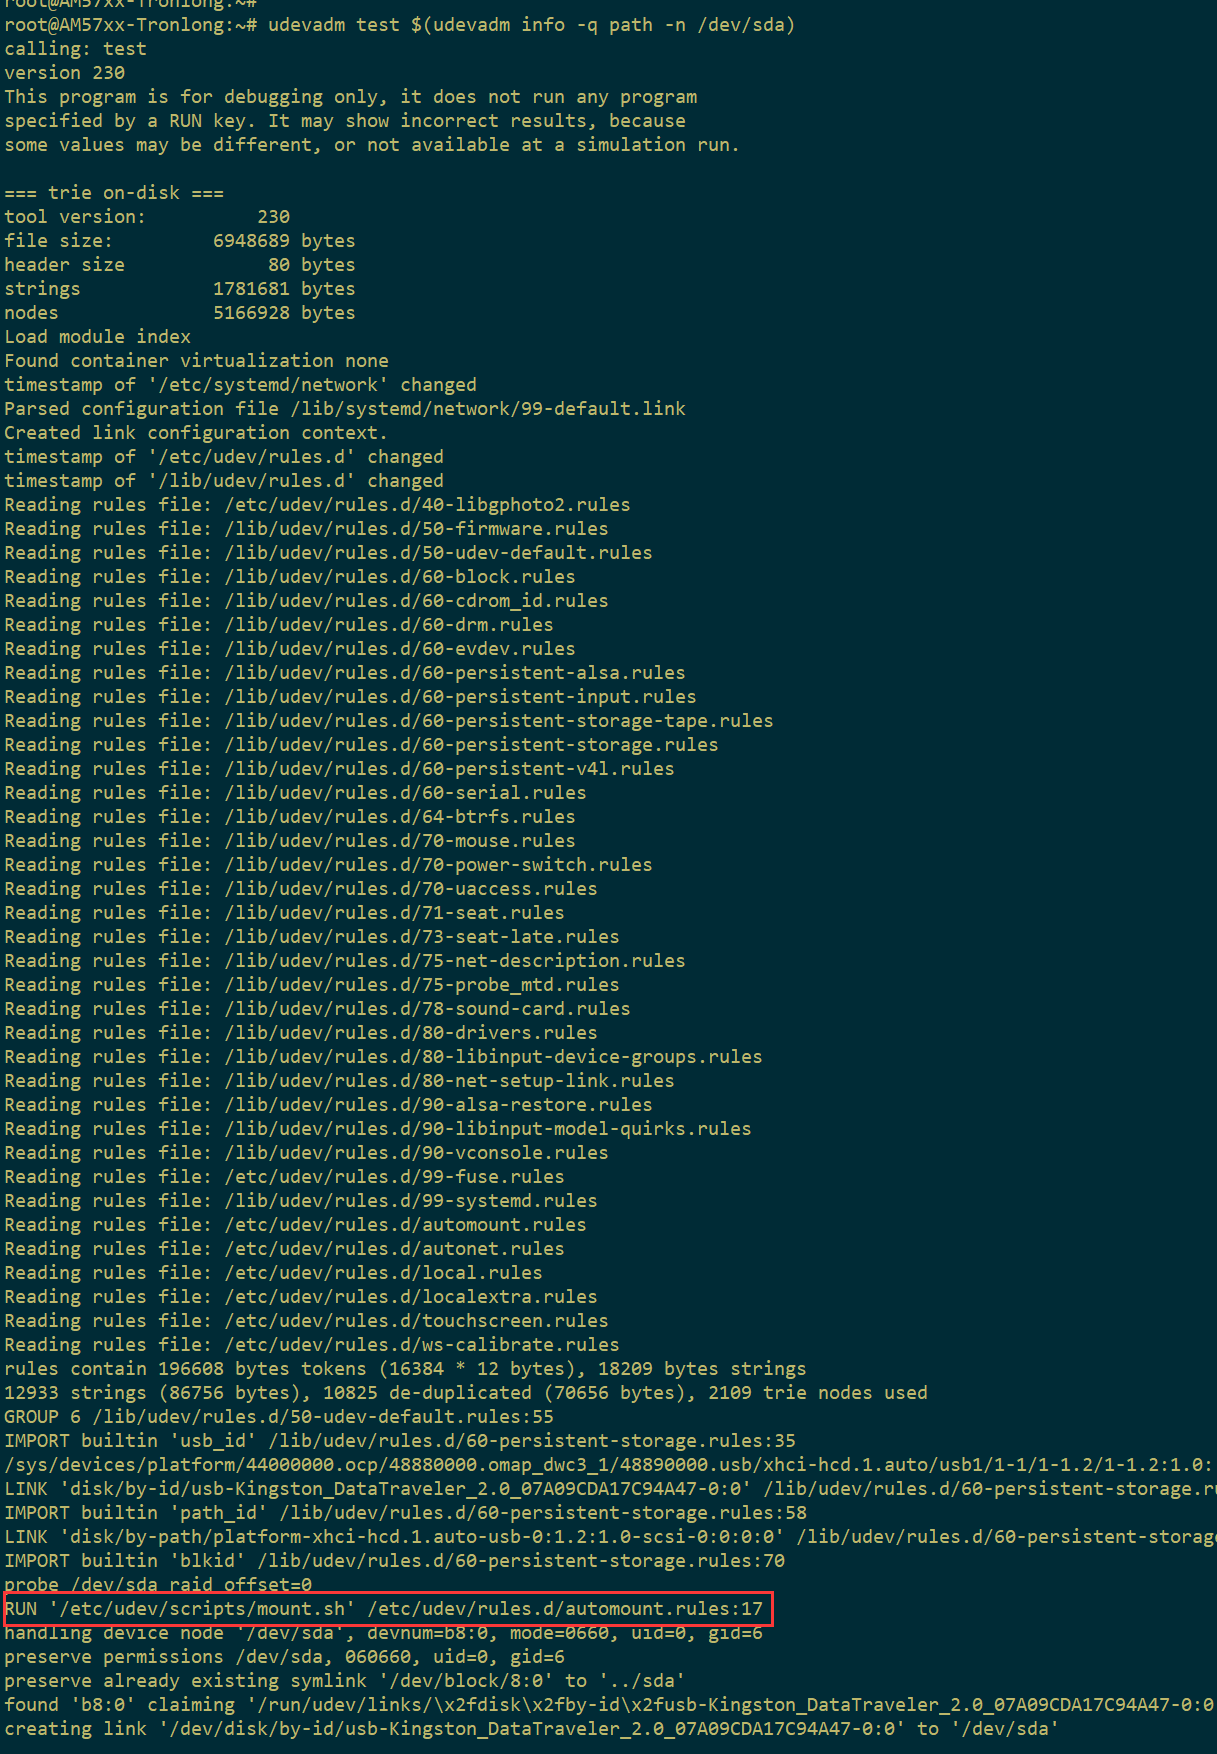 root@AM57xx-Tronlong:~#
root@AM57xx-Tronlong:~# udevadm test $(udevadm info -q path -n /dev/sda)
calling: test
version 230
This program is for debugging only, it does not run any program
specified by a RUN key. It may show incorrect results, because
some values may be different, or not available at a simulation run.
=== trie on-disk ===
tool version:          230
file size:         6948689 bytes
header size             80 bytes
strings            1781681 bytes
nodes              5166928 bytes
Load module index
Found container virtualization none
timestamp of '/etc/systemd/network' changed
Parsed configuration file /lib/systemd/network/99-default.link
Created link configuration context.
timestamp of '/etc/udev/rules.d' changed
timestamp of '/lib/udev/rules.d' changed
Reading rules file: /etc/udev/rules.d/40-libgphoto2.rules
Reading rules file: /lib/udev/rules.d/50-firmware.rules
Reading rules file: /lib/udev/rules.d/50-udev-default.rules
Reading rules file: /lib/udev/rules.d/60-block.rules
Reading rules file: /lib/udev/rules.d/60-cdrom_id.rules
Reading rules file: /lib/udev/rules.d/60-drm.rules
Reading rules file: /lib/udev/rules.d/60-evdev.rules
Reading rules file: /lib/udev/rules.d/60-persistent-alsa.rules
Reading rules file: /lib/udev/rules.d/60-persistent-input.rules
Reading rules file: /lib/udev/rules.d/60-persistent-storage-tape.rules
Reading rules file: /lib/udev/rules.d/60-persistent-storage.rules
Reading rules file: /lib/udev/rules.d/60-persistent-v4l.rules
Reading rules file: /lib/udev/rules.d/60-serial.rules
Reading rules file: /lib/udev/rules.d/64-btrfs.rules
Reading rules file: /lib/udev/rules.d/70-mouse.rules
Reading rules file: /lib/udev/rules.d/70-power-switch.rules
Reading rules file: /lib/udev/rules.d/70-uaccess.rules
Reading rules file: /lib/udev/rules.d/71-seat.rules
Reading rules file: /lib/udev/rules.d/73-seat-late.rules
Reading rules file: /lib/udev/rules.d/75-net-description.rules
Reading rules file: /lib/udev/rules.d/75-probe_mtd.rules
Reading rules file: /lib/udev/rules.d/78-sound-card.rules
Reading rules file: /lib/udev/rules.d/80-drivers.rules
Reading rules file: /lib/udev/rules.d/80-libinput-device-groups.rules
Reading rules file: /lib/udev/rules.d/80-net-setup-link.rules
Reading rules file: /lib/udev/rules.d/90-alsa-restore.rules
Reading rules file: /lib/udev/rules.d/90-libinput-model-quirks.rules
Reading rules file: /lib/udev/rules.d/90-vconsole.rules
Reading rules file: /etc/udev/rules.d/99-fuse.rules
Reading rules file: /lib/udev/rules.d/99-systemd.rules
Reading rules file: /etc/udev/rules.d/automount.rules
Reading rules file: /etc/udev/rules.d/autonet.rules
Reading rules file: /etc/udev/rules.d/local.rules
Reading rules file: /etc/udev/rules.d/localextra.rules
Reading rules file: /etc/udev/rules.d/touchscreen.rules
Reading rules file: /etc/udev/rules.d/ws-calibrate.rules
rules contain 196608 bytes tokens (16384 * 12 bytes), 18209 bytes strings
12933 strings (86756 bytes), 10825 de-duplicated (70656 bytes), 2109 trie nodes used
GROUP 6 /lib/udev/rules.d/50-udev-default.rules:55
IMPORT builtin 'usb_id' /lib/udev/rules.d/60-persistent-storage.rules:35
/sys/devices/platform/44000000.ocp/48880000.omap_dwc3_1/48890000.usb/xhci-hcd.1.auto/usb1/1-1/1-1.2/1-1.2:1.0:
LINK 'disk/by-id/usb-Kingston_DataTraveler_2.0_07A09CDA17C94A47-0:0' /lib/udev/rules.d/60-persistent-storage.ru
IMPORT builtin 'path_id' /lib/udev/rules.d/60-persistent-storage.rules:58
LINK 'disk/by-path/platform-xhci-hcd.1.auto-usb-0:1.2:1.0-scsi-0:0:0:0' /lib/udev/rules.d/60-persistent-storage
IMPORT builtin 'blkid' /lib/udev/rules.d/60-persistent-storage.rules:70
probe /dev/sda raid offset=0
RUN '/etc/udev/scripts/mount.sh' /etc/udev/rules.d/automount.rules:17
handling device node '/dev/sda', devnum=b8:0, mode=0660, uid=0, gid=6
preserve permissions /dev/sda, 060660, uid=0, gid=6
preserve already existing symlink '/dev/block/8:0' to '../sda'
found 'b8:0' claiming '/run/udev/links/\x2fdisk\x2fby-id\x2fusb-Kingston_DataTraveler_2.0_07A09CDA17C94A47-0:0
creating link '/dev/disk/by-id/usb-Kingston_DataTraveler_2.0_07A09CDA17C94A47-0:0' to '/dev/sda'